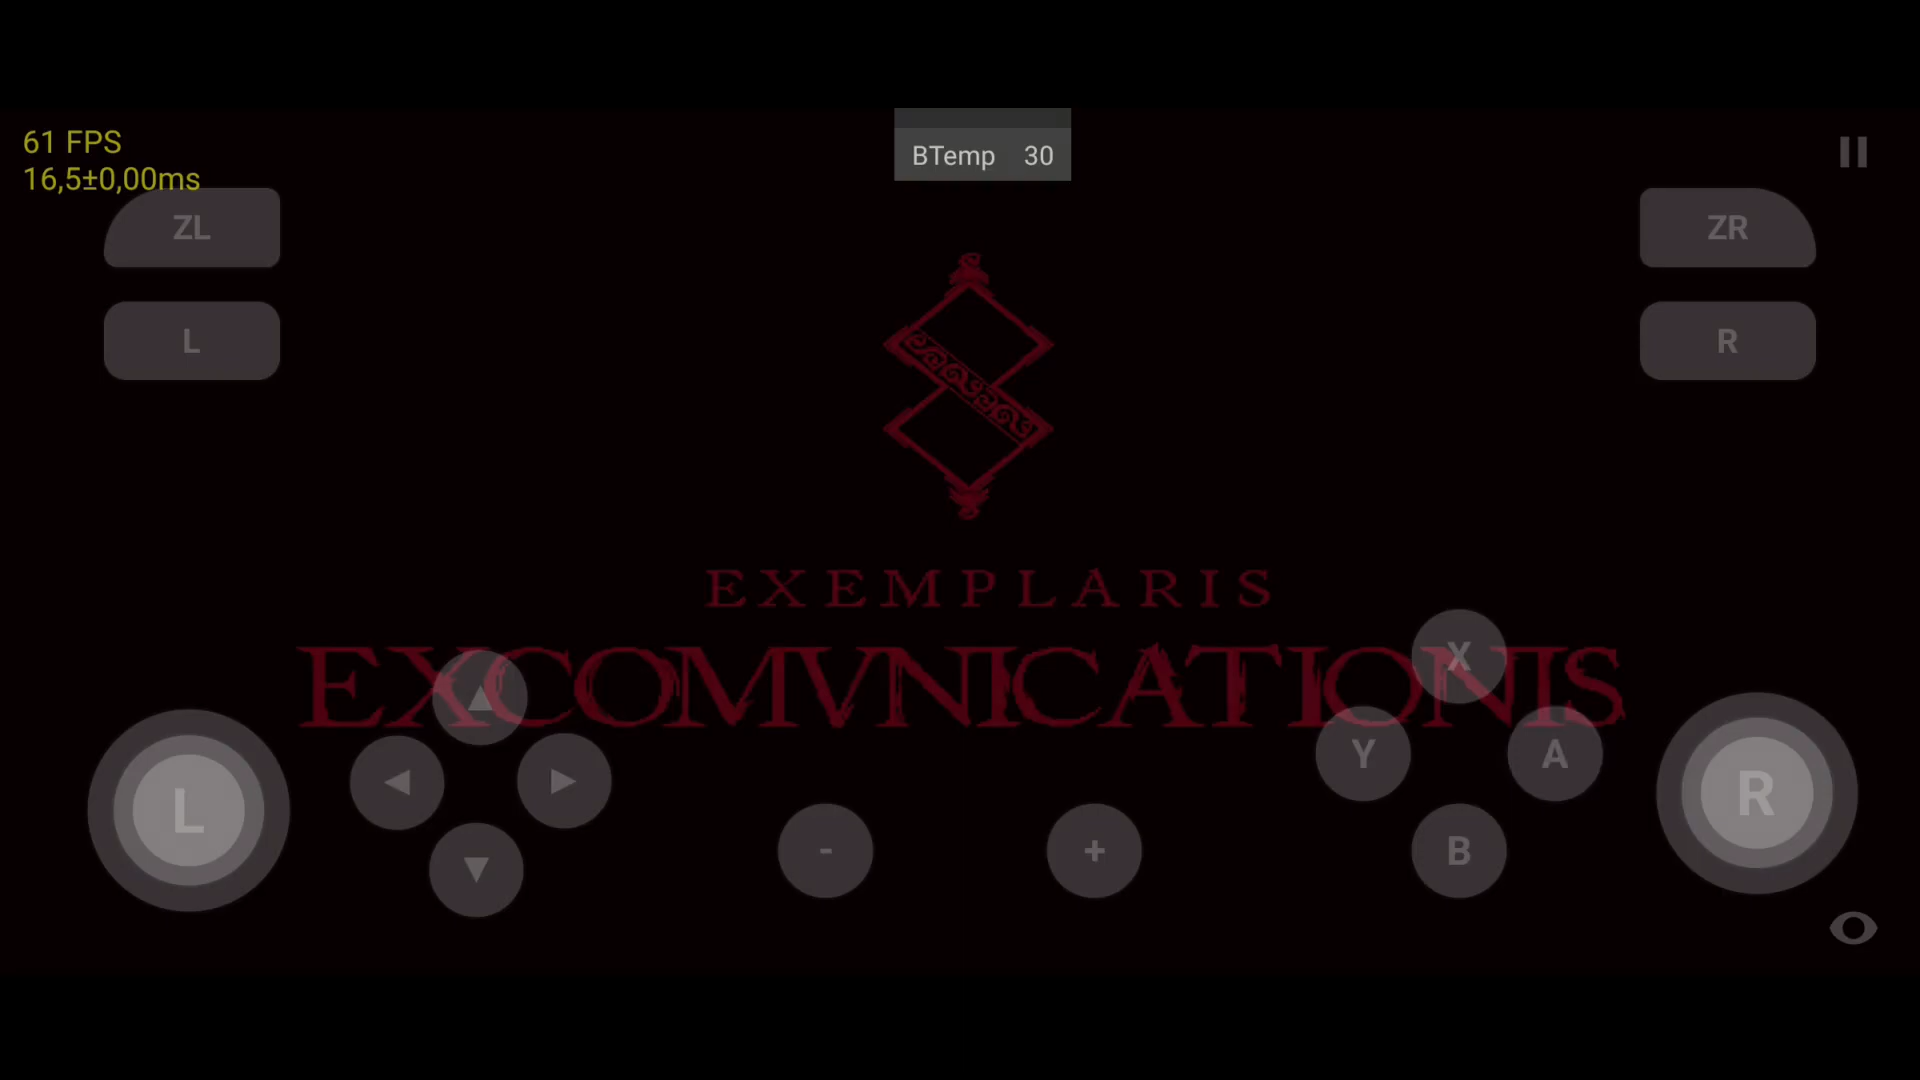 61 FPS
16,5±0,00ms
BTemp 30
ZL
ZR
L
R
EXEMPLARIS
EXCOMVNICATIONIS
X
Y
A
L
R
-
+
B